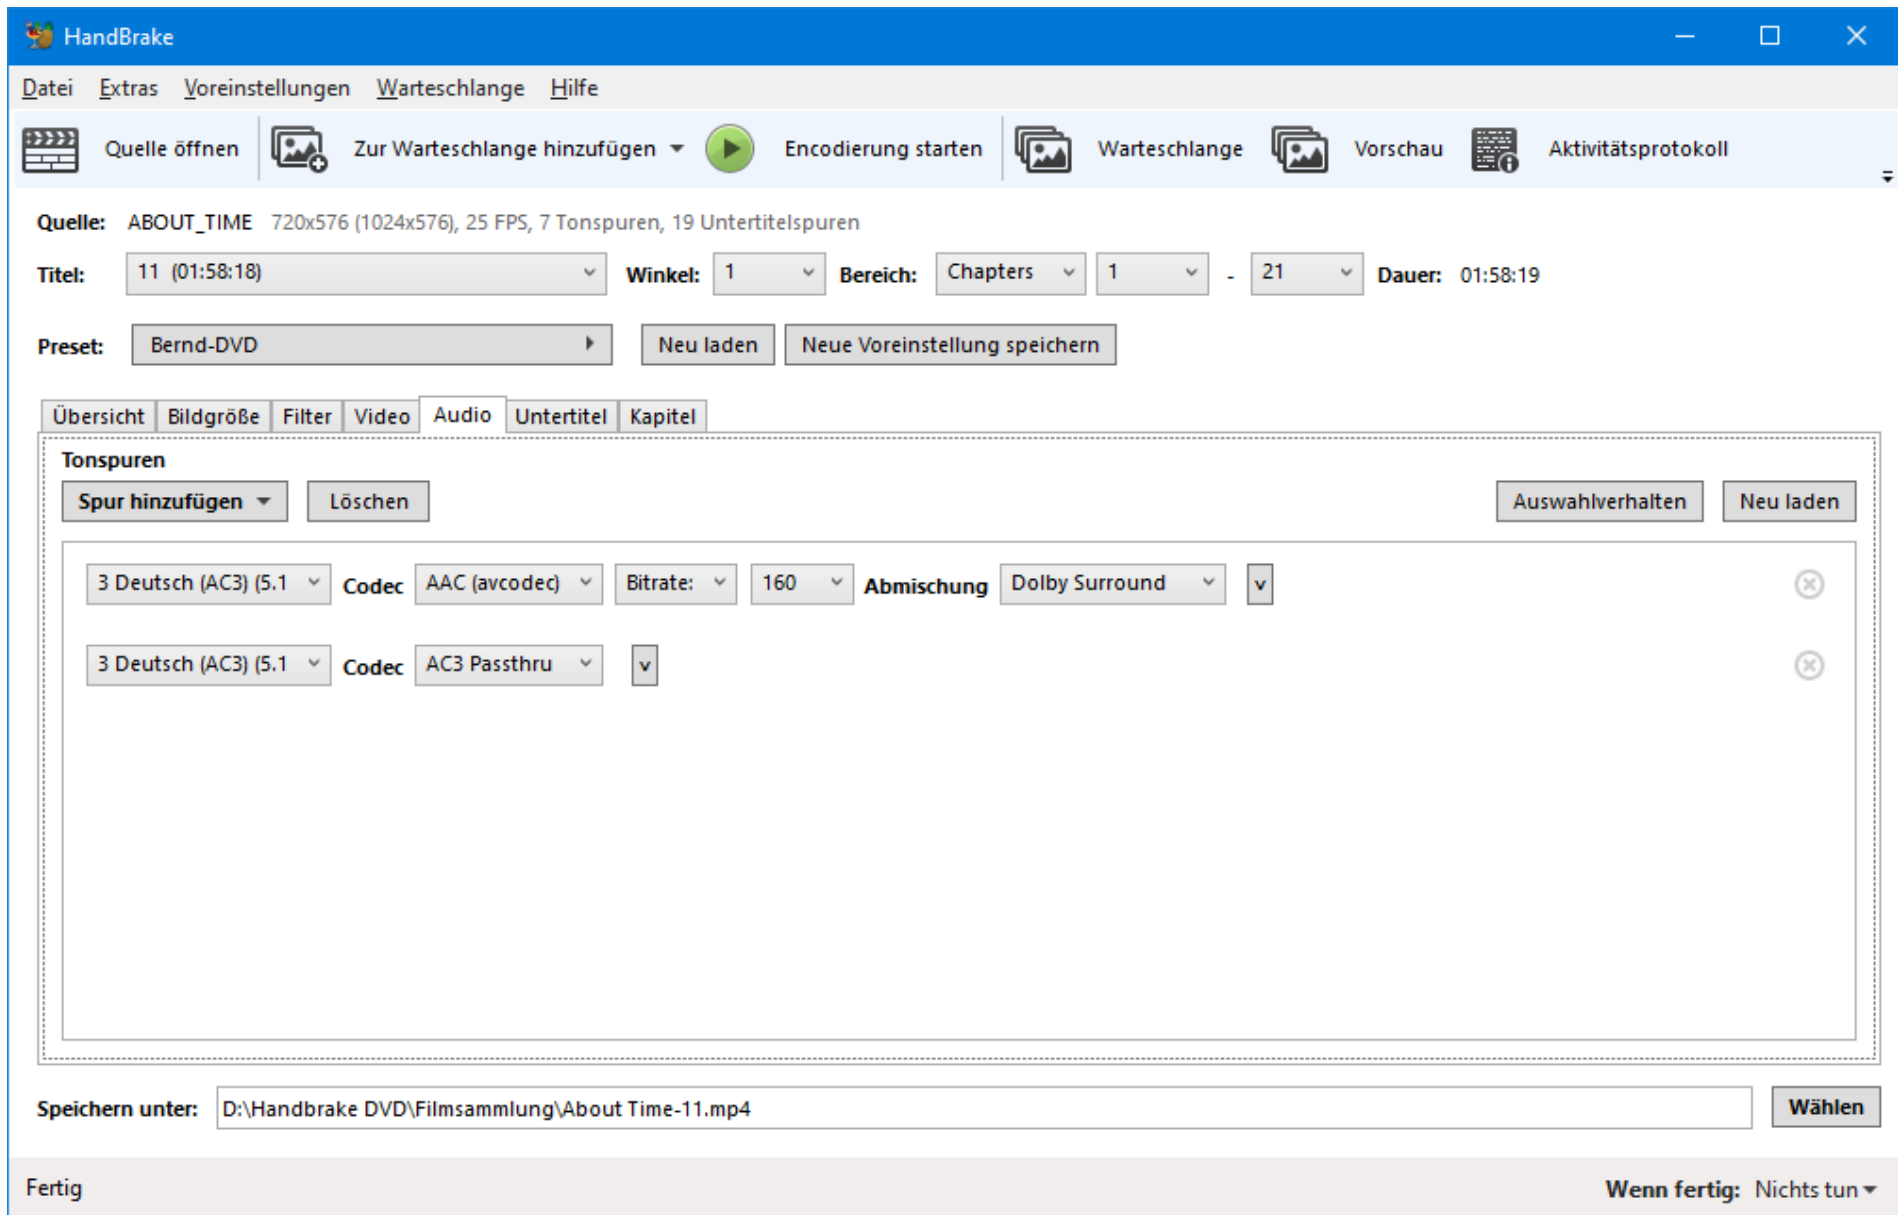 HandBrake
Datei Extras Voreinstellungen Warteschlange Hilfe
Quelle öffnen Zur Warteschlange hinzufügen Encodierung starten Warteschlange Vorschau Aktivitätsprotokoll
Quelle: ABOUT_TIME 720x576 (1024x576), 25 FPS, 7 Tonspuren, 19 Untertitelspuren
Titel: 11 (01:58:18) Winkel: 1 Bereich: Chapters 1 - 21 Dauer: 01:58:19
Preset: Bernd-DVD Neu laden Neue Voreinstellung speichern
Übersicht Bildgröße Filter Video Audio Untertitel Kapitel
Tonspuren
Spur hinzufügen Löschen Auswahlverhalten Neu laden
3 Deutsch (AC3) (5.1 Codec AAC (avcodec) Bitrate: 160 Abmischung Dolby Surround v
3 Deutsch (AC3) (5.1 Codec AC3 Passthru v
Speichern unter: D:\Handbrake DVD\Filmsammlung\About Time-11.mp4 Wählen
Fertig Wenn fertig: Nichts tun